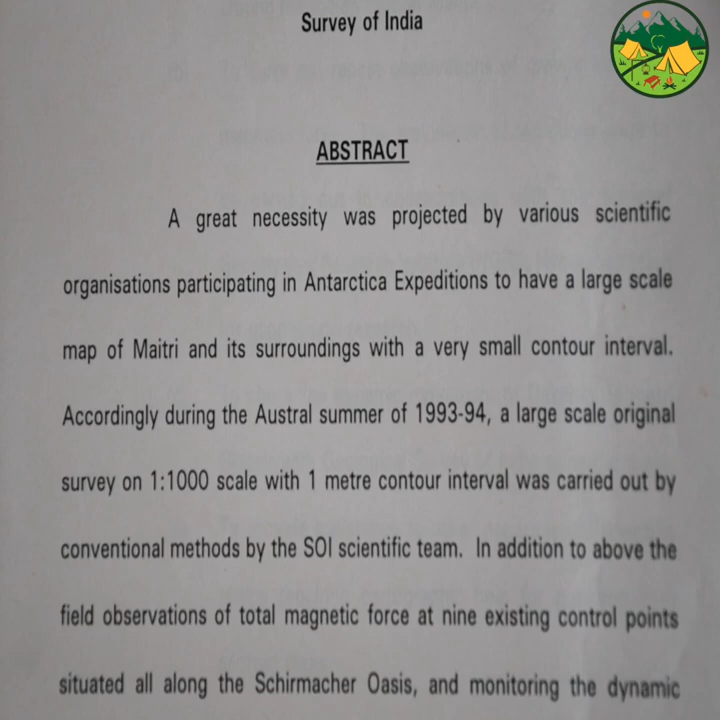 Survey of India
ABSTRACT
A great necessity was projected by various scientific
organisations participating in Antarctica Expeditions to have a large scale
map of Maitri and its surroundings with a very small contour interval.
Accordingly during the Austral summer of 1993-94, a large scale original
survey on 1:1000 scale with 1 metre contour interval was carried out by
conventional methods by the SOI scientific team. In addition to above the
field observations of total magnetic force at nine existing control points
situated all along the Schirmacher Oasis, and monitoring the dynamic